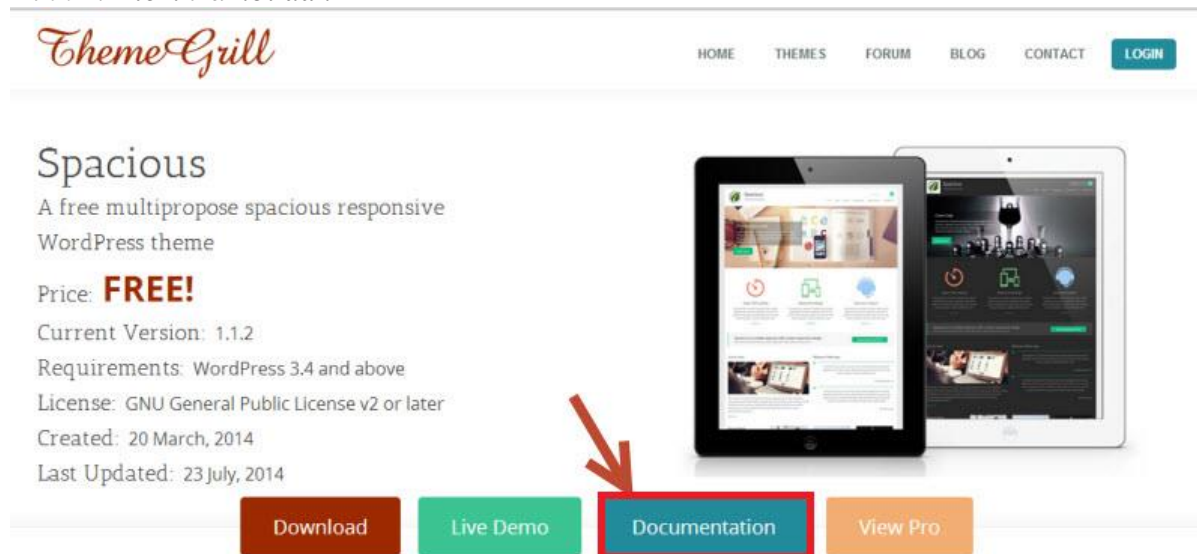 ThemeGrill
HOME THEMES FORUM BLOG CONTACT LOGIN
Spacious
A free multipropose spacious responsive
WordPress theme
Price: FREE!
Current Version: 1.1.2
Requirements: WordPress 3.4 and above
License: GNU General Public License v2 or later
Created: 20 March, 2014
Last Updated: 23 July, 2014
Download Live Demo Documentation View Pro